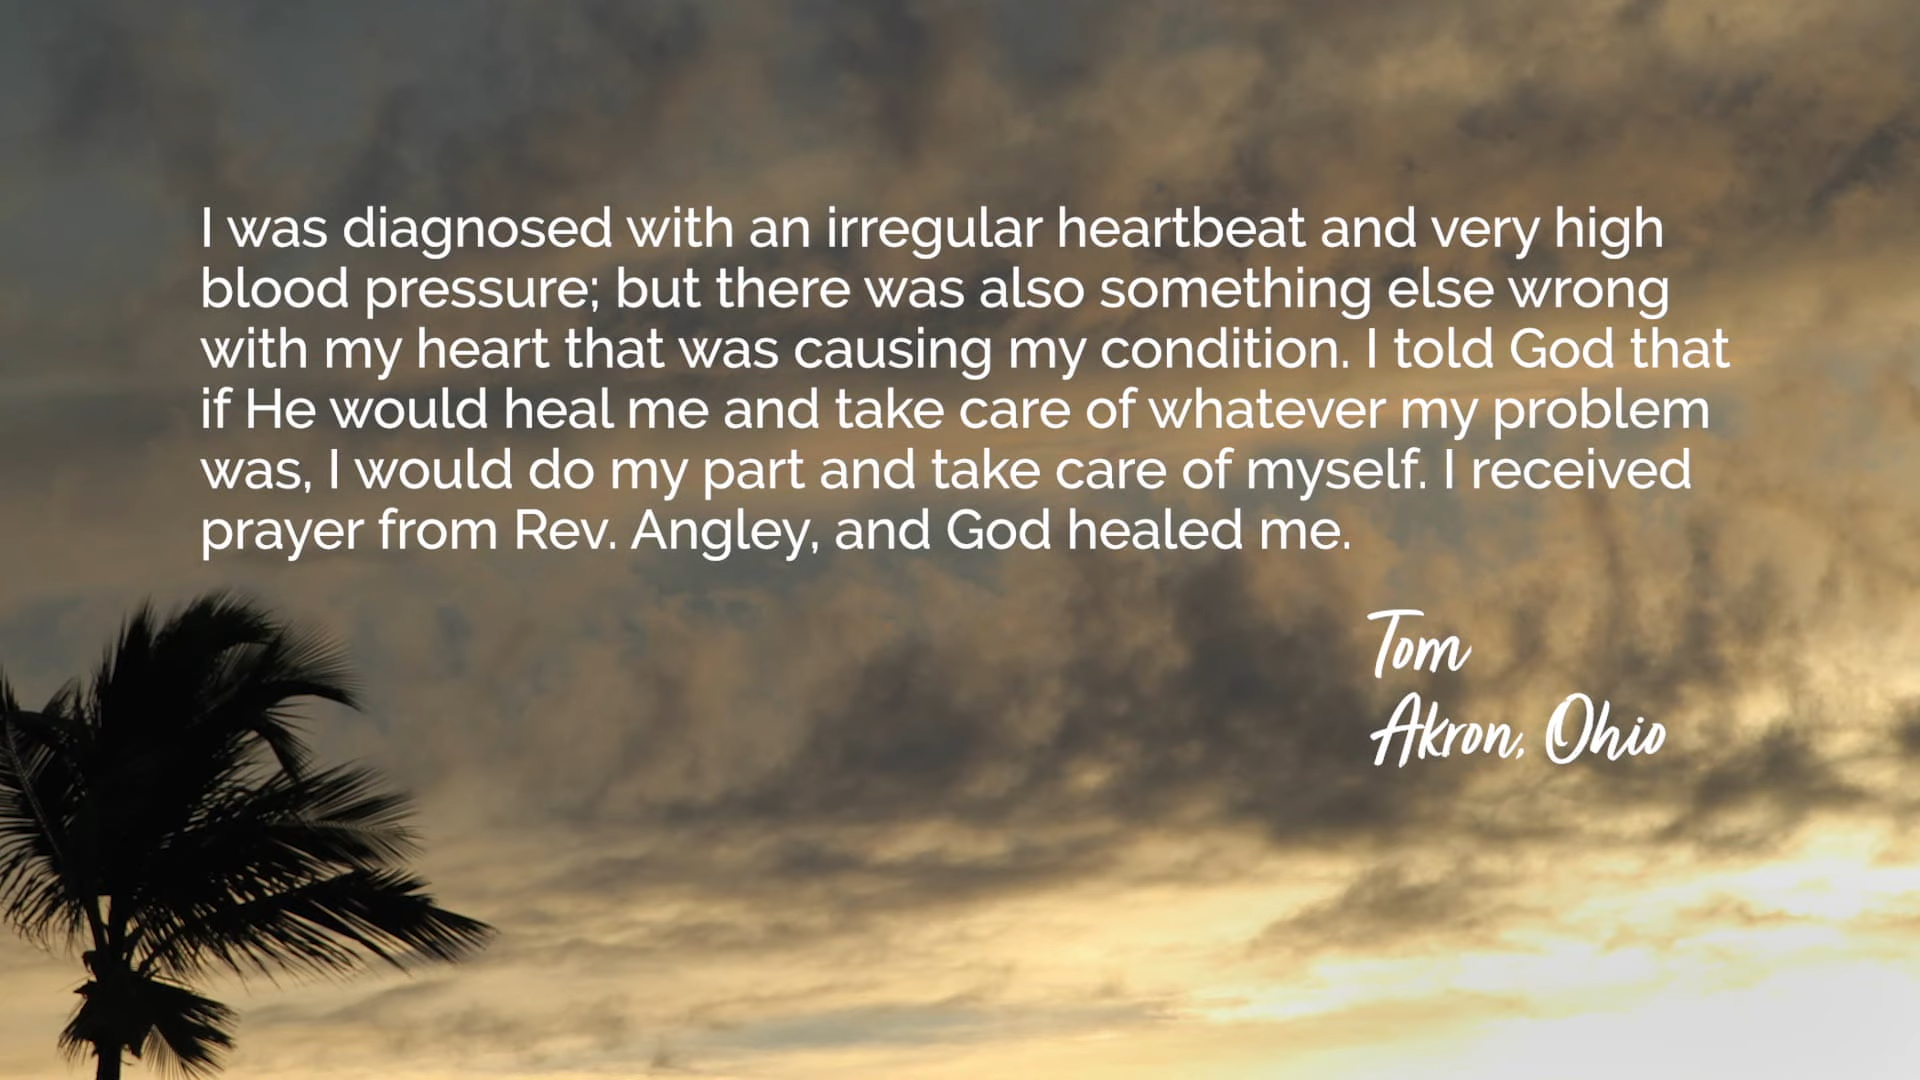 I was diagnosed with an irregular heartbeat and very high
blood pressure; but there was also something else wrong
with my heart that was causing my condition. I told God that
if He would heal me and take care of whatever my problem
was, I would do my part and take care of myself. I received
prayer from Rev. Angley, and God healed me.
Tom
Akron, Ohio